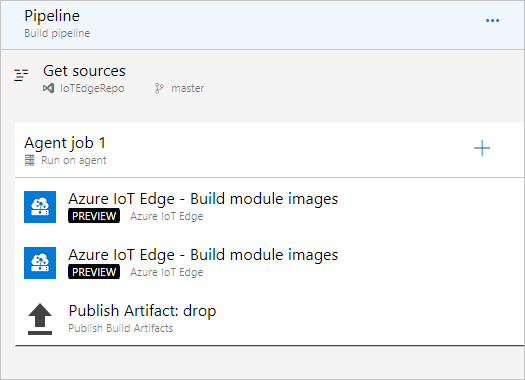 Pipeline
Build pipeline
Get sources
IoTEdgeRepo master
Agent job 1
Run on agent
Azure IoT Edge - Build module images
PREVIEW Azure IoT Edge
Azure IoT Edge - Build module images
PREVIEW Azure IoT Edge
Publish Artifact: drop
Publish Build Artifacts